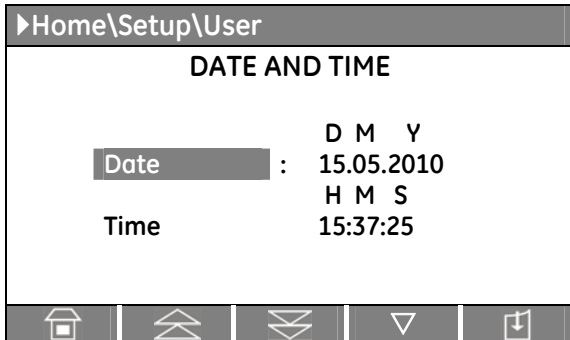 Home\Setup\User
DATE AND TIME
D M Y
Date : 15.05.2010
H M S
Time 15:37:25